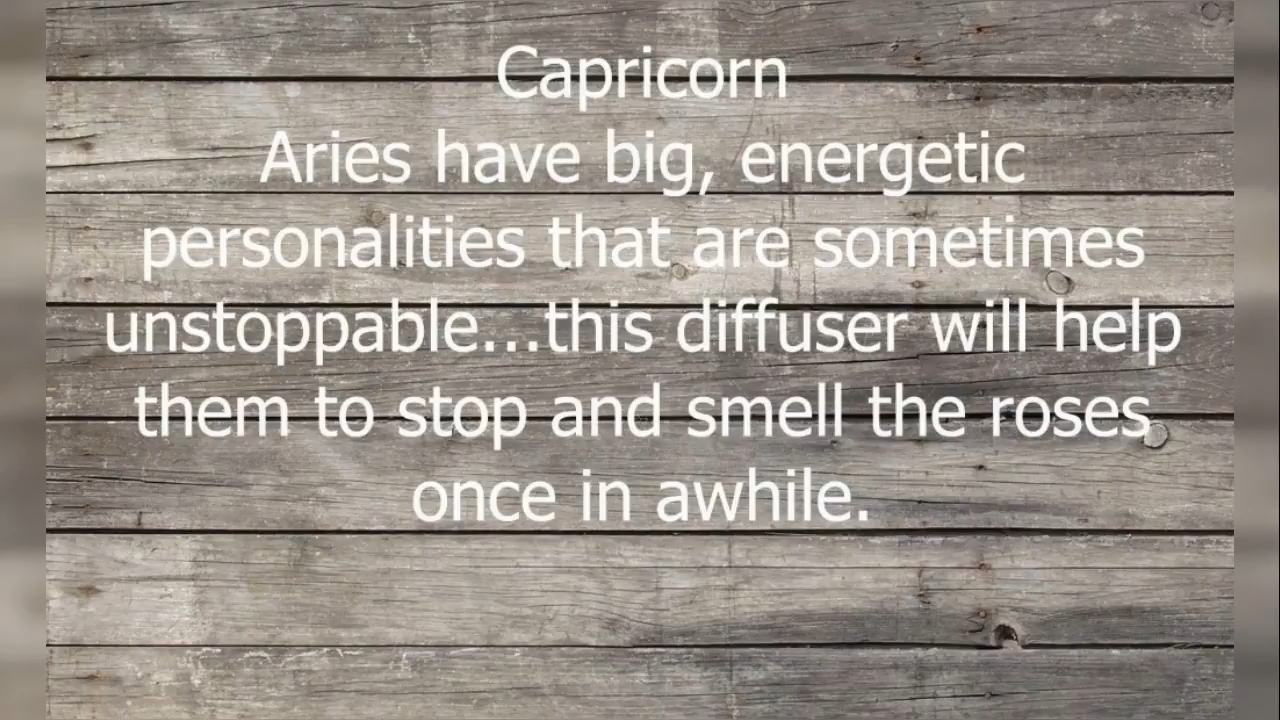 Capricorn
Aries have big, energetic
personalities that are sometimes
unstoppable...this diffuser will help
them to stop and smell the roses
once in awhile.